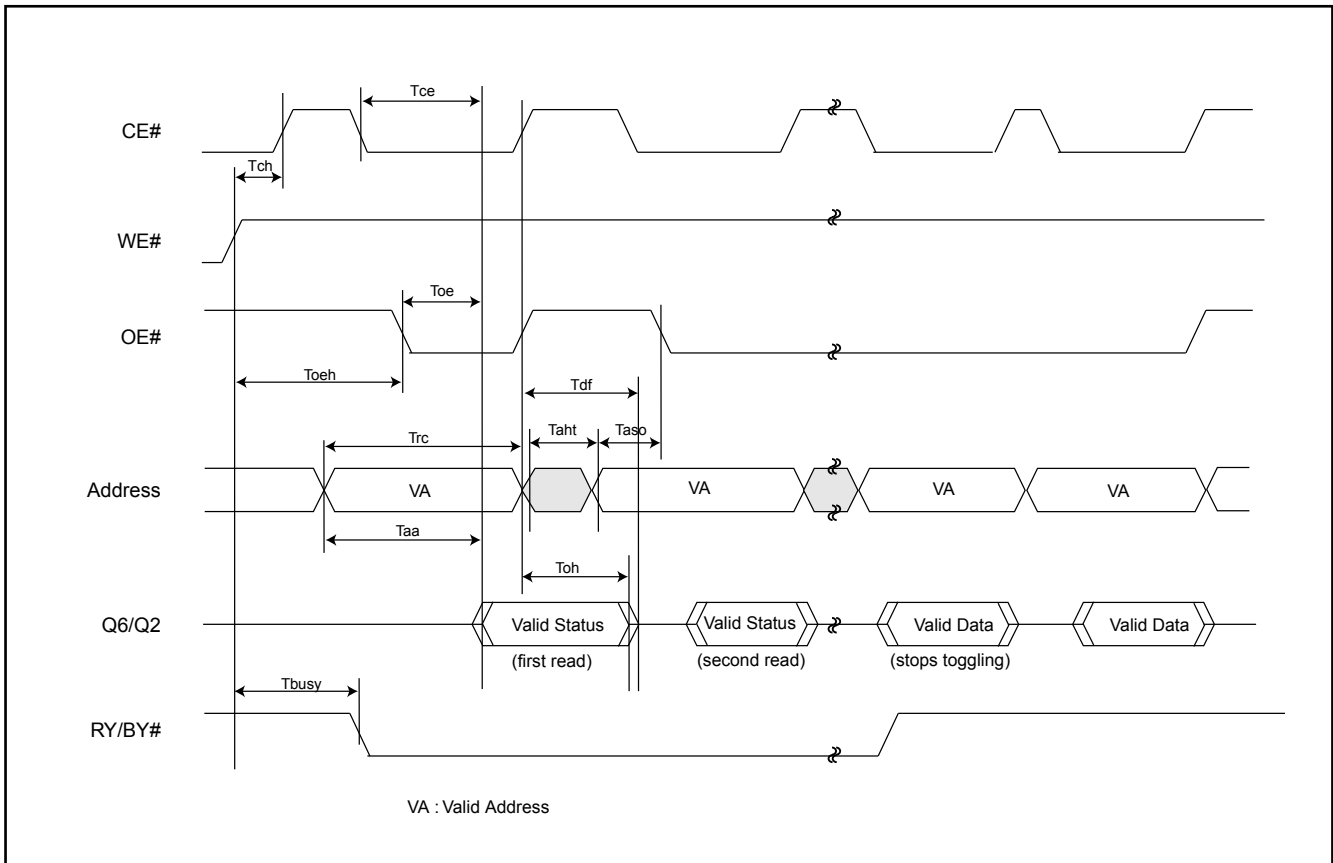 Tce
CE#
Tch
WE#
Toe
OE#
Toeh
Tdf
Trc
Taht
Taso
Address
VA
VA
VA
VA
Taa
Toh
Q6/Q2
Valid Status
Valid Status
Valid Data
Valid Data
(first read)
(second read)
(stops toggling)
Tbusy
RY/BY#
VA : Valid Address